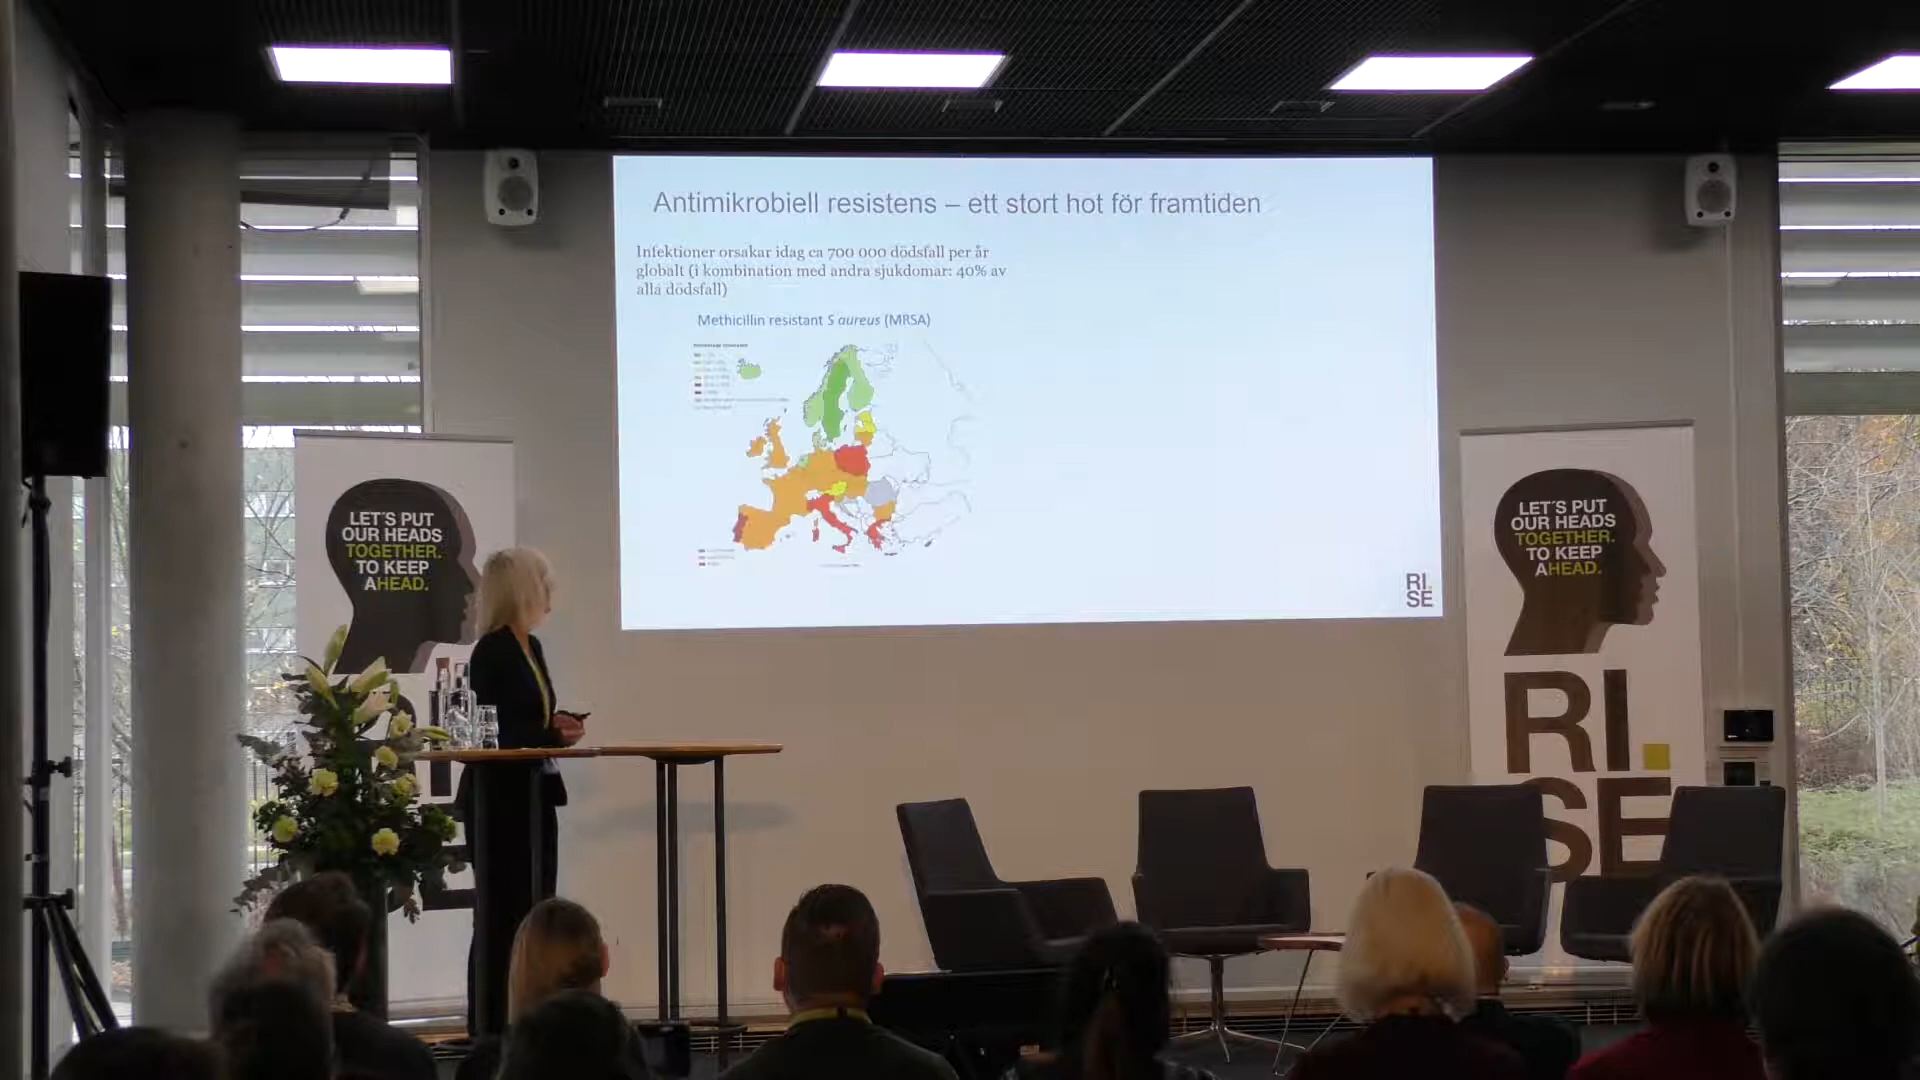 Antimikrobiell resistens – ett stort hot för framtiden
Infektioner orsakar idag ca 700 000 dödsfall per år
globalt (i kombination med andra sjukdomar: 40% av
alla dödsfall)
Methicillin resistant S aureus (MRSA)
RI.
SE
LET´S PUT
OUR HEADS
TOGETHER.
TO KEEP
AHEAD.
LET´S PUT
OUR HEADS
TOGETHER.
TO KEEP
AHEAD.
RI.
SE